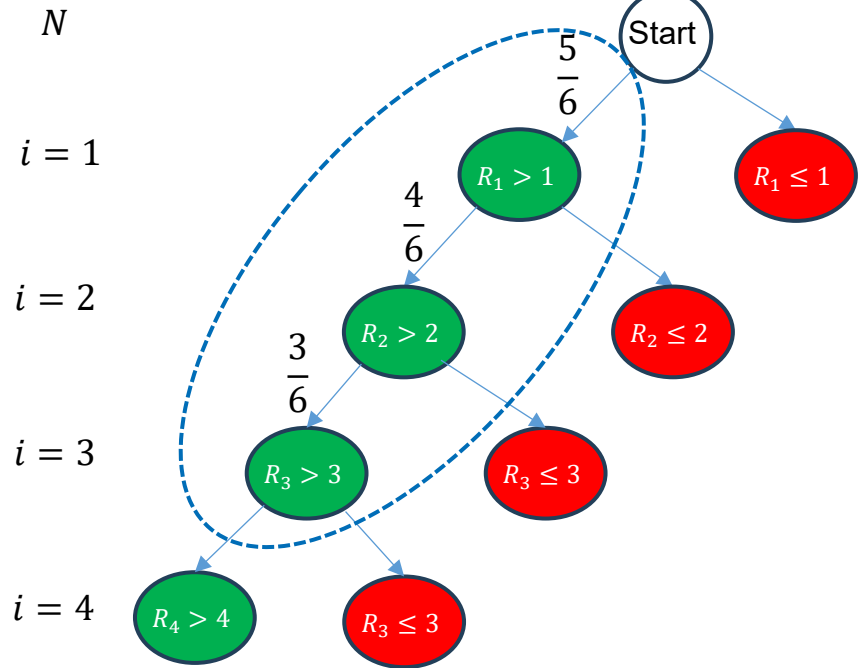 N
Start
5/6
i = 1
R₁ > 1
R₁ ≤ 1
4/6
i = 2
R₂ > 2
R₂ ≤ 2
3/6
i = 3
R₃ > 3
R₃ ≤ 3
i = 4
R₄ > 4
R₃ ≤ 3